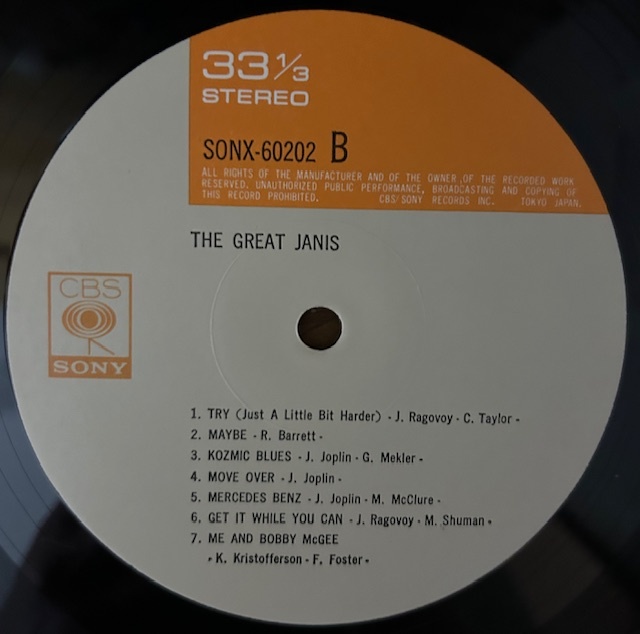 33 1/3
STEREO
SONX-60202 B
ALL RIGHTS OF THE MANUFACTURER AND OF THE OWNER OF THE RECORDED WORK
RESERVED. UNAUTHORIZED PUBLIC PERFORMANCE, BROADCASTING AND COPYING OF
THIS RECORD PROHIBITED. CBS/SONY RECORDS INC. TOKYO JAPAN.
THE GREAT JANIS
CBS
SONY
1. TRY (Just A Little Bit Harder) - J. Ragovoy - C. Taylor -
2. MAYBE - R. Barrett -
3. KOZMIC BLUES - J. Joplin - G. Mekler -
4. MOVE OVER - J. Joplin -
5. MERCEDES BENZ - J. Joplin - M. McClure -
6. GET IT WHILE YOU CAN - J. Ragovoy - M. Shuman -
7. ME AND BOBBY McGEE
- K. Kristofferson - F. Foster -